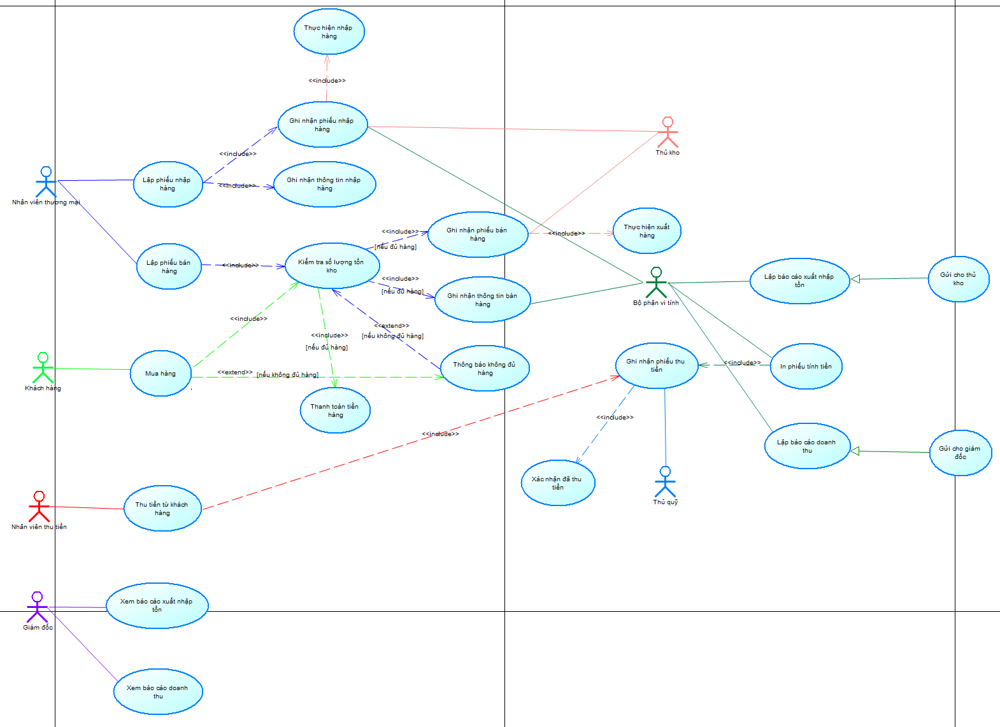 Thực hiện nhập
hàng
<<include>>
Ghi nhận phiếu nhập
hàng
Thủ kho
<<include>>
Lập phiếu nhập
hàng
<<include>>
Ghi nhận thông tin nhập
hàng
Nhân viên thương mại
<<include>>
[nếu đủ hàng]
Ghi nhận phiếu bán
hàng
<<include>>
Thực hiện xuất
hàng
Lập phiếu bán
hàng
<<include>>
Kiểm tra số lượng tồn
kho
<<include>>
[nếu đủ hàng]
Ghi nhận thông tin bán
hàng
Bộ phận vi tính
Lập báo cáo xuất nhập
tồn
Gửi cho thủ
kho
<<include>>
<<include>>
[nếu đủ hàng]
<<extend>>
[nếu không đủ hàng]
Khách hàng
Mua hàng
<<extend>>
[nếu không đủ hàng]
Thông báo không đủ
hàng
Ghi nhận phiếu thu
tiền
<<include>>
In phiếu tính tiền
Thanh toán tiền
hàng
<<include>>
<<include>>
Lập báo cáo doanh
thu
Gửi cho giám
đốc
Xác nhận đã thu
tiền
Thủ quỹ
Nhân viên thu tiền
Thu tiền từ khách
hàng
Giám đốc
Xem báo cáo xuất nhập
tồn
Xem báo cáo doanh
thu